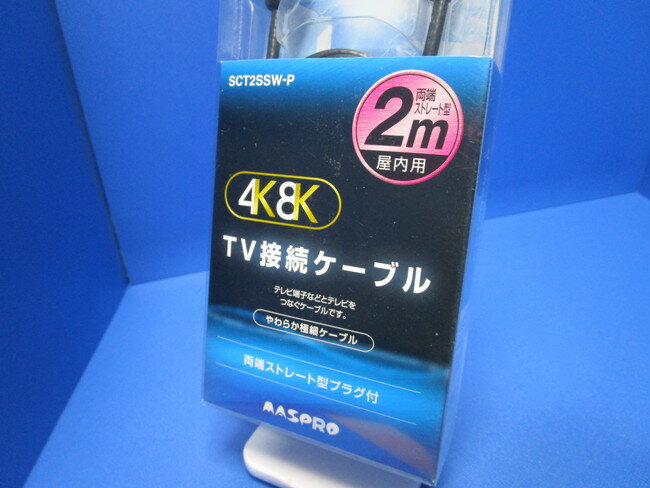 SCT2SSW-P
両端
ストレート型
2m
屋内用
4K8K
TV接続ケーブル
テレビ端子などとテレビを
つなぐケーブルです。
やわらか極細ケーブル
両端ストレート型プラグ付
MASPRO